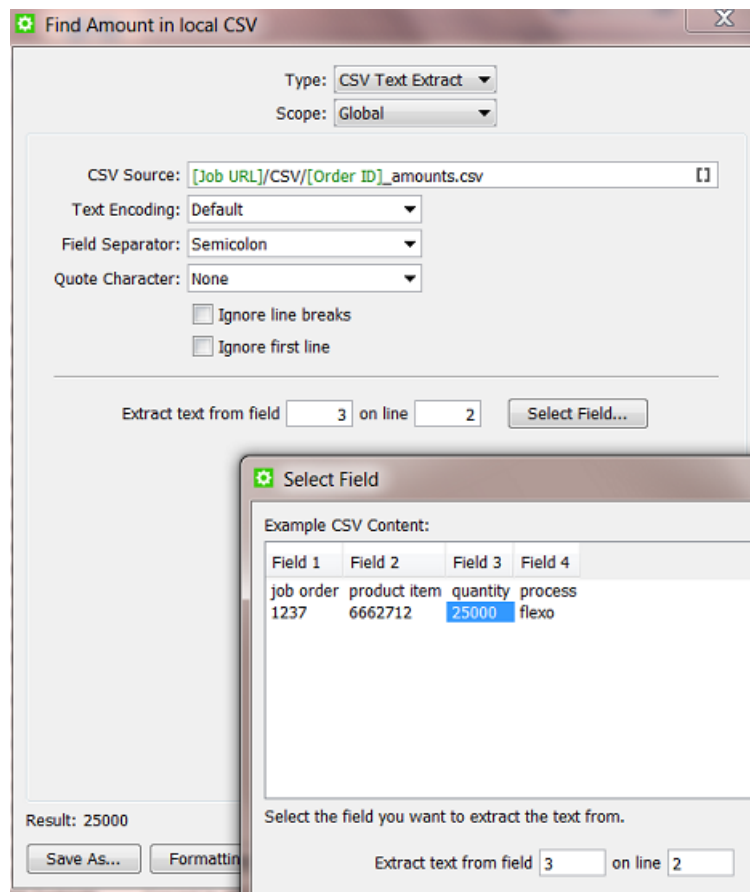 Find Amount in local CSV
Type: CSV Text Extract
Scope: Global
CSV Source: [Job URL]/CSV/[Order ID]_amounts.csv []
Text Encoding: Default
Field Separator: Semicolon
Quote Character: None
Ignore line breaks
Ignore first line
Extract text from field 3 on line 2 Select Field...
Select Field
Example CSV Content:
Field 1 Field 2 Field 3 Field 4
job order product item quantity process
1237 6662712 25000 flexo
Result: 25000
Select the field you want to extract the text from.
Save As... Formattin
Extract text from field 3 on line 2